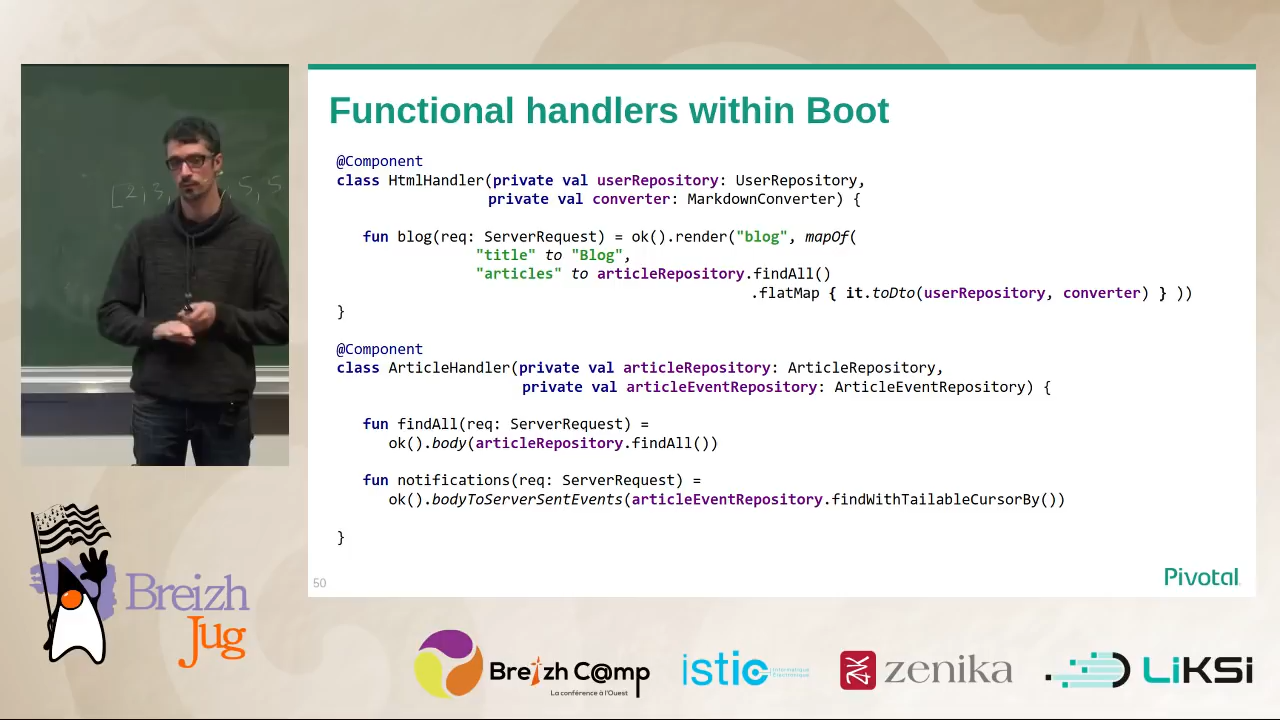 Functional handlers within Boot
@Component
class HtmlHandler(private val userRepository: UserRepository,
private val converter: MarkdownConverter) {
fun blog(req: ServerRequest) = ok().render("blog", mapOf(
"title" to "Blog",
"articles" to articleRepository.findAll()
.flatMap { it.toDto(userRepository, converter) } ))
}
@Component
class ArticleHandler(private val articleRepository: ArticleRepository,
private val articleEventRepository: ArticleEventRepository) {
fun findAll(req: ServerRequest) =
ok().body(articleRepository.findAll())
fun notifications(req: ServerRequest) =
ok().bodyToServerSentEvents(articleEventRepository.findWithTailableCursorBy())
}
50
Pivotal
Breizh
Jug
Breizh C@mp
La conférence à l'Ouest
istic
Informatique
Électronique
zenika
LiKSi